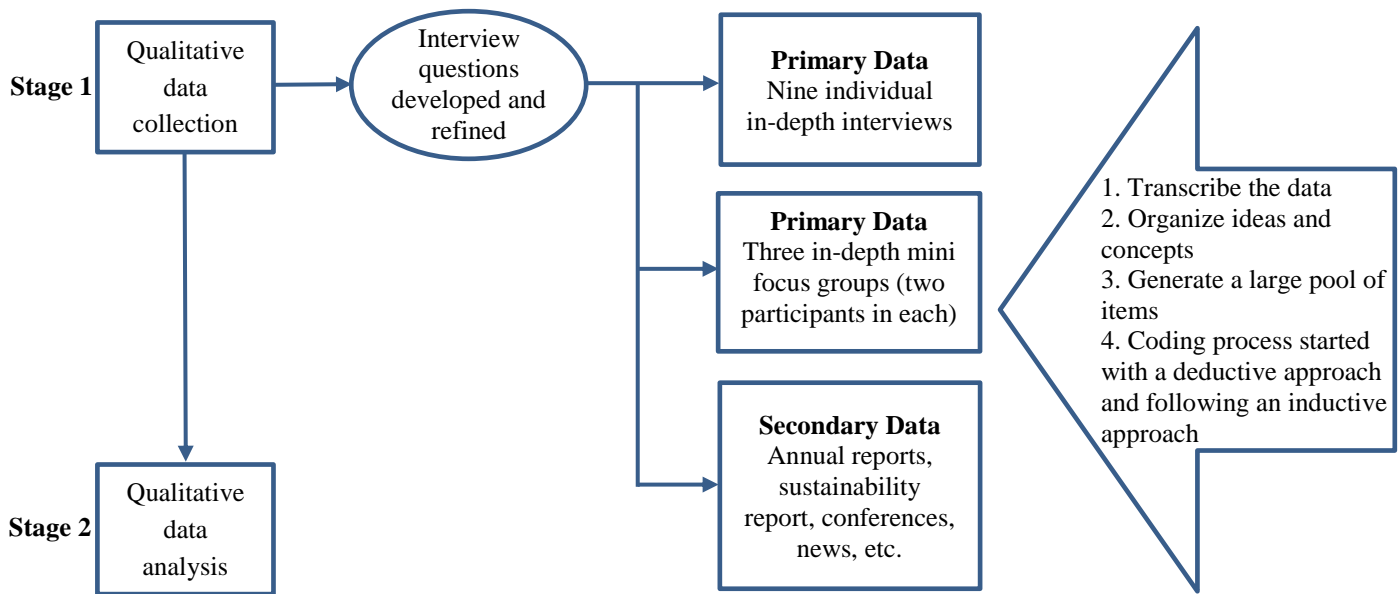 Stage 1
Qualitative
data
collection
Interview
questions
developed and
refined
Primary Data
Nine individual
in-depth interviews
Primary Data
Three in-depth mini
focus groups (two
participants in each)
Secondary Data
Annual reports,
sustainability
report, conferences,
news, etc.
1. Transcribe the data
2. Organize ideas and
concepts
3. Generate a large pool of
items
4. Coding process started
with a deductive approach
and following an inductive
approach
Stage 2
Qualitative
data
analysis